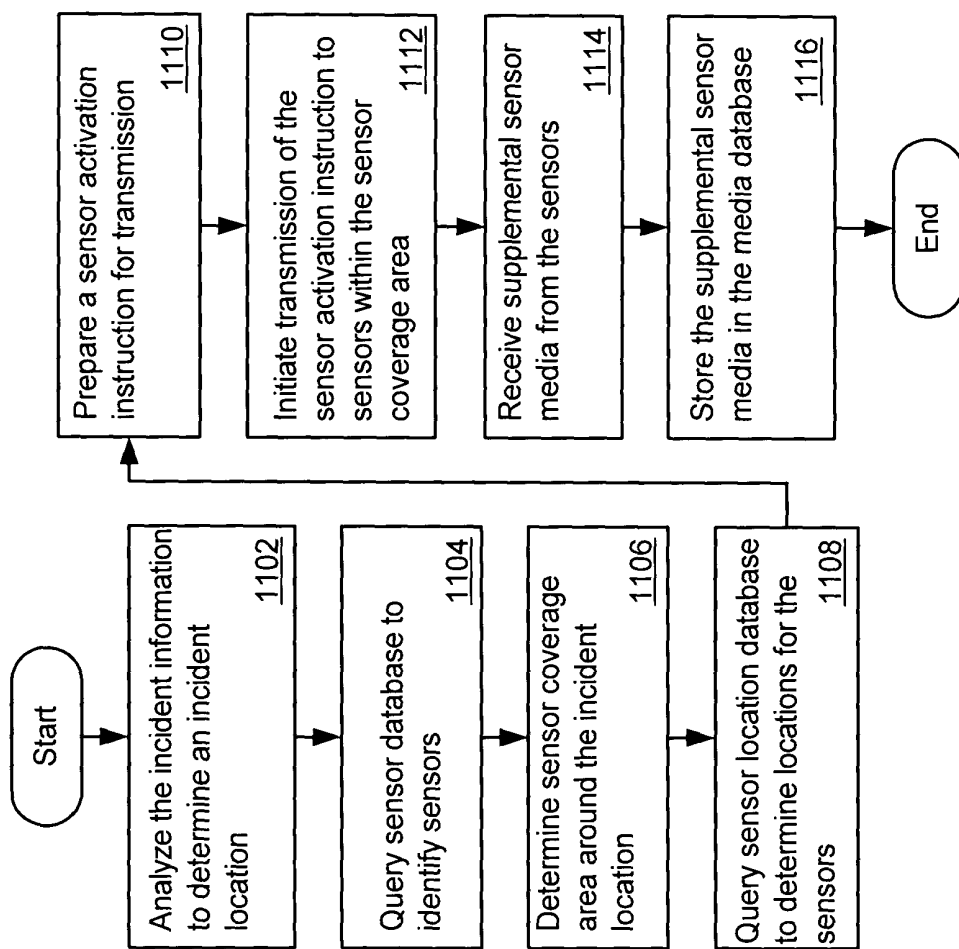 Start
Analyze the incident information
to determine an incident
location
1102
Query sensor database to
identify sensors
1104
Determine sensor coverage
area around the incident
location
1106
Query sensor location database
to determine locations for the
sensors
1108
Prepare a sensor activation
instruction for transmission
1110
Initiate transmission of the
sensor activation instruction to
sensors within the sensor
coverage area
1112
Receive supplemental sensor
media from the sensors
1114
Store the supplemental sensor
media in the media database
1116
End